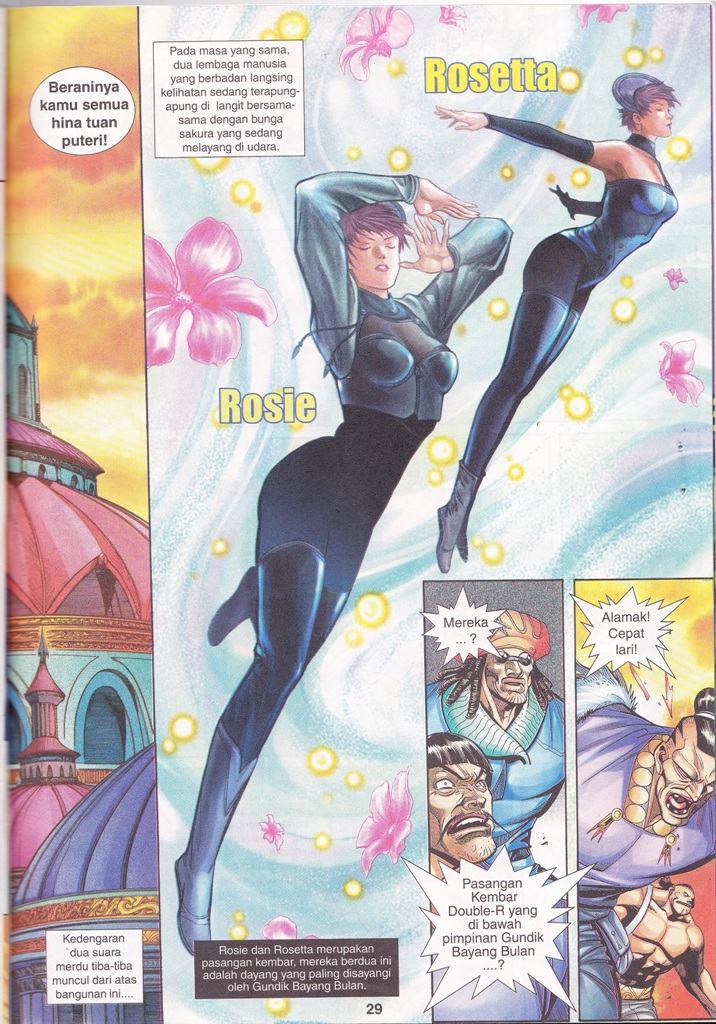 Beraninya
kamu semua
hina tuan
puteri!
Pada masa yang sama,
dua lembaga manusia
yang berbadan langsing
kelihatan sedang terapung-
apung di langit bersama-
sama dengan bunga
sakura yang sedang
melayang di udara.
Rosetta
Rosie
Kedengaran
dua suara
merdu tiba-tiba
muncul dari atas
bangunan ini....
Rosie dan Rosetta merupakan
pasangan kembar, mereka berdua ini
adalah dayang yang paling disayangi
oleh Gundik Bayang Bulan.
Mereka
... ?
Pasangan
Kembar
Double-R yang
di bawah
pimpinan Gundik
Bayang Bulan
....?
Alamak!
Cepat
lari!
29